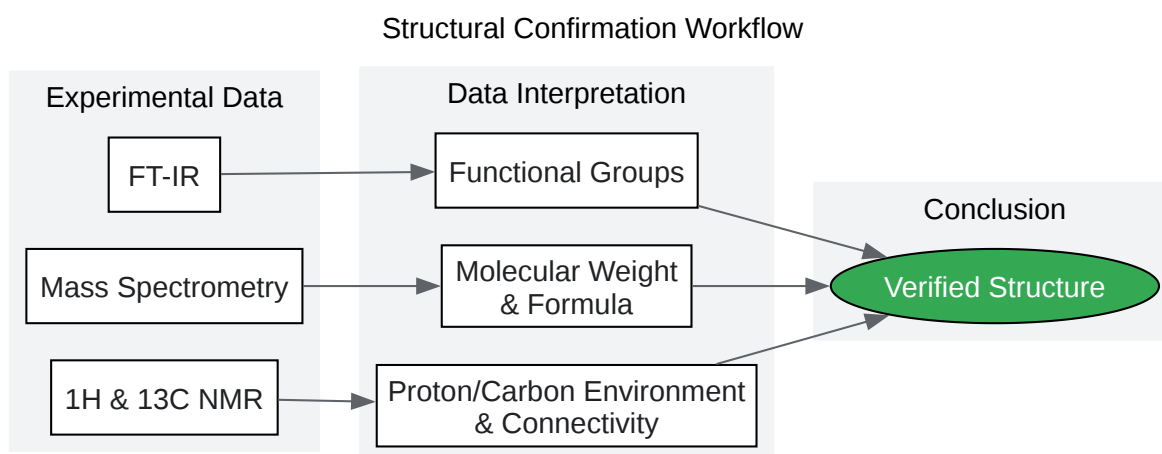 Structural Confirmation Workflow
Experimental Data
FT-IR
Mass Spectrometry
1H & 13C NMR
Data Interpretation
Functional Groups
Molecular Weight
& Formula
Proton/Carbon Environment
& Connectivity
Conclusion
Verified Structure